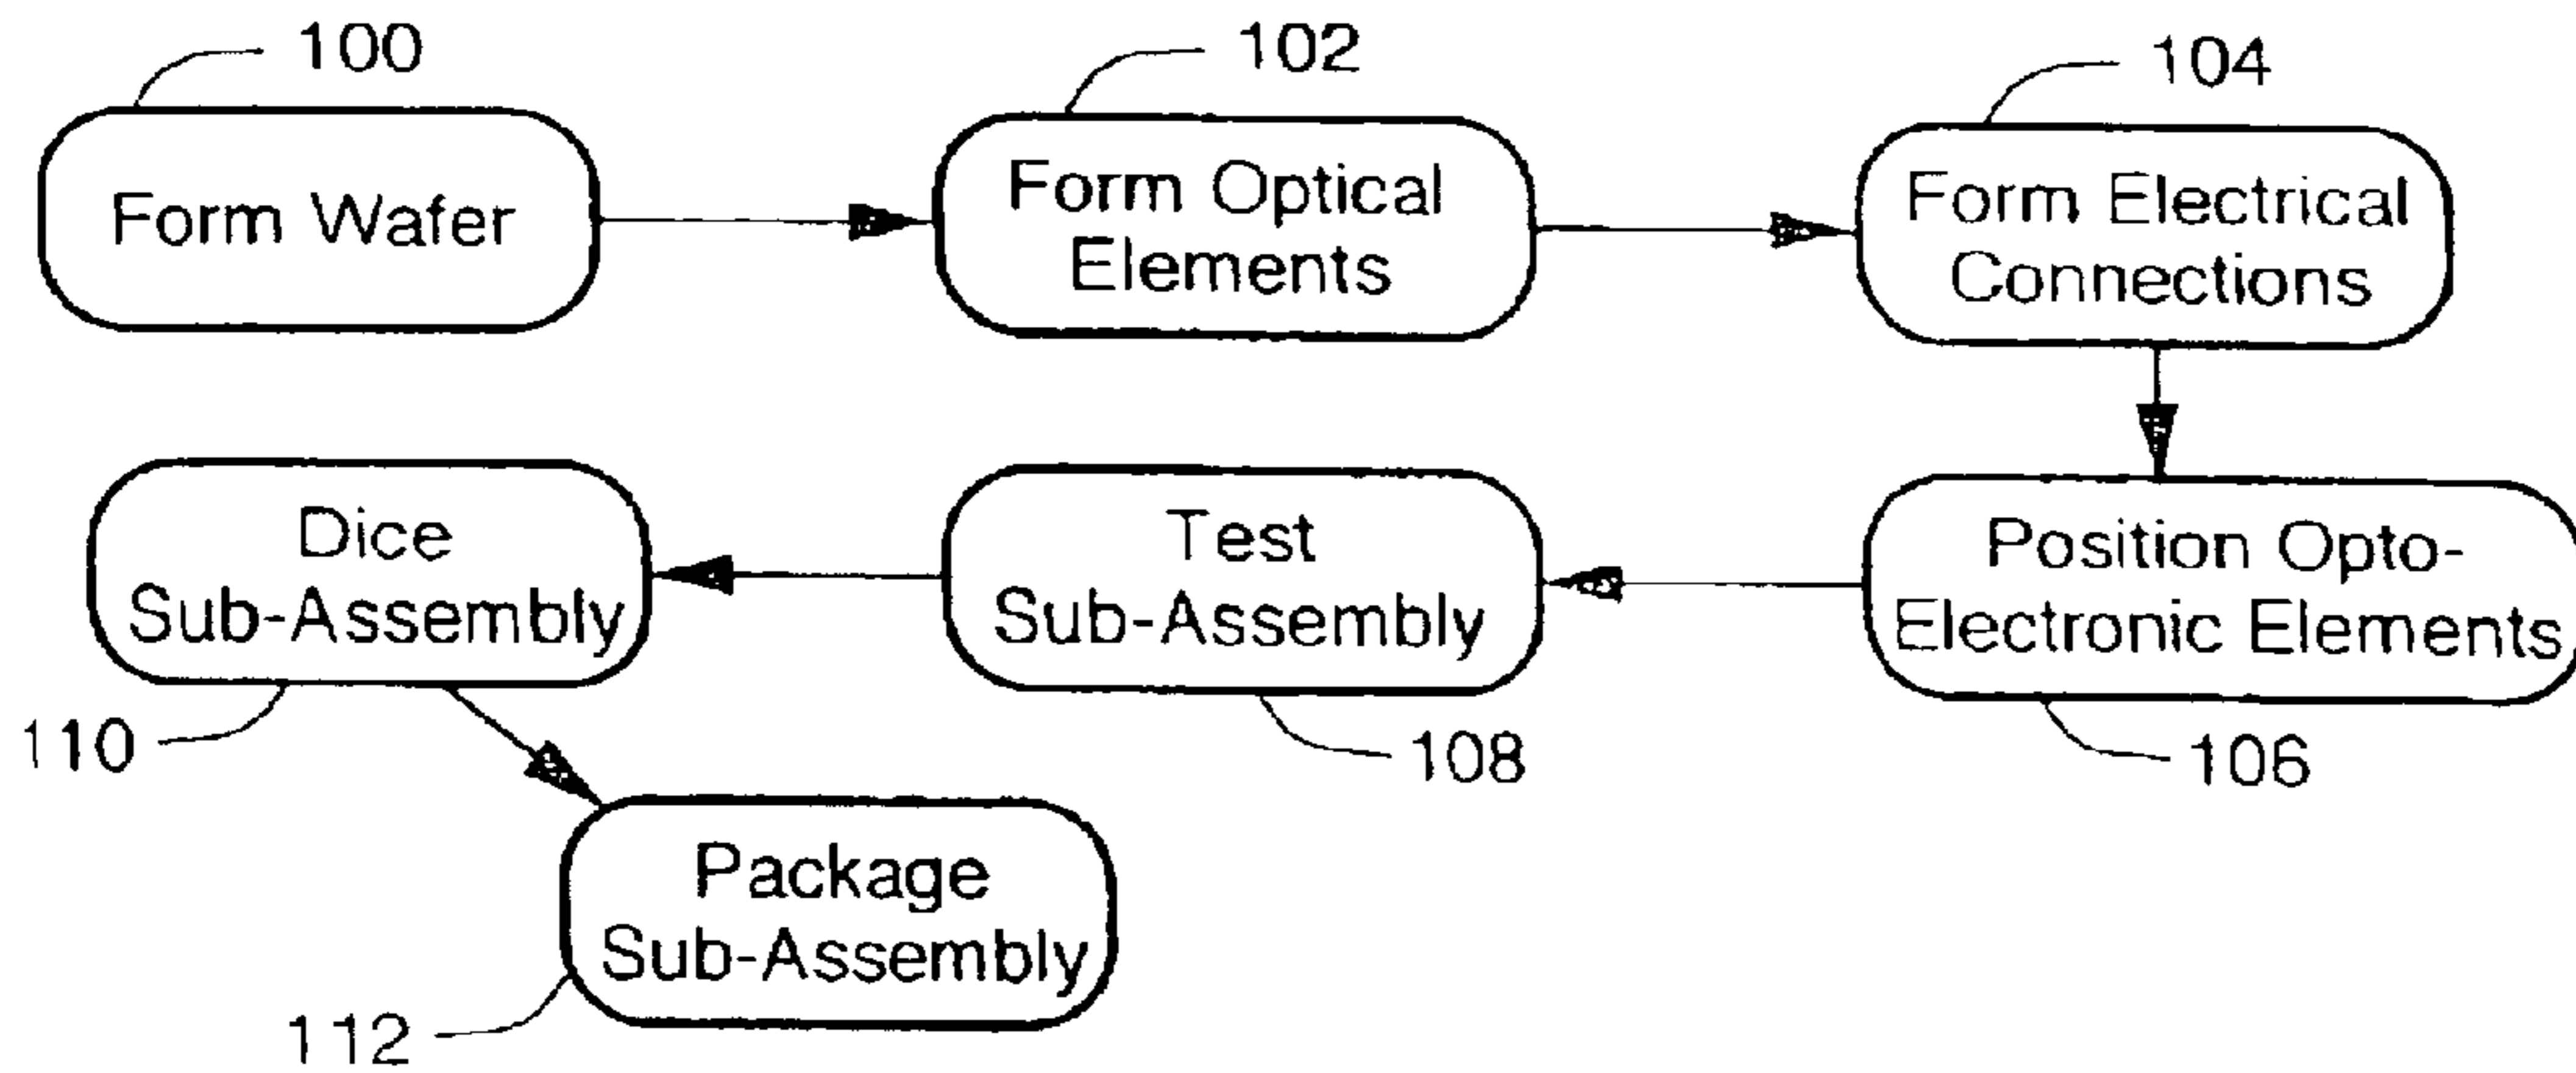 100
Form Wafer
102
Form Optical
Elements
104
Form Electrical
Connections
Position Opto-
Electronic Elements
106
Test
Sub-Assembly
108
Dice
Sub-Assembly
110
Package
Sub-Assembly
112